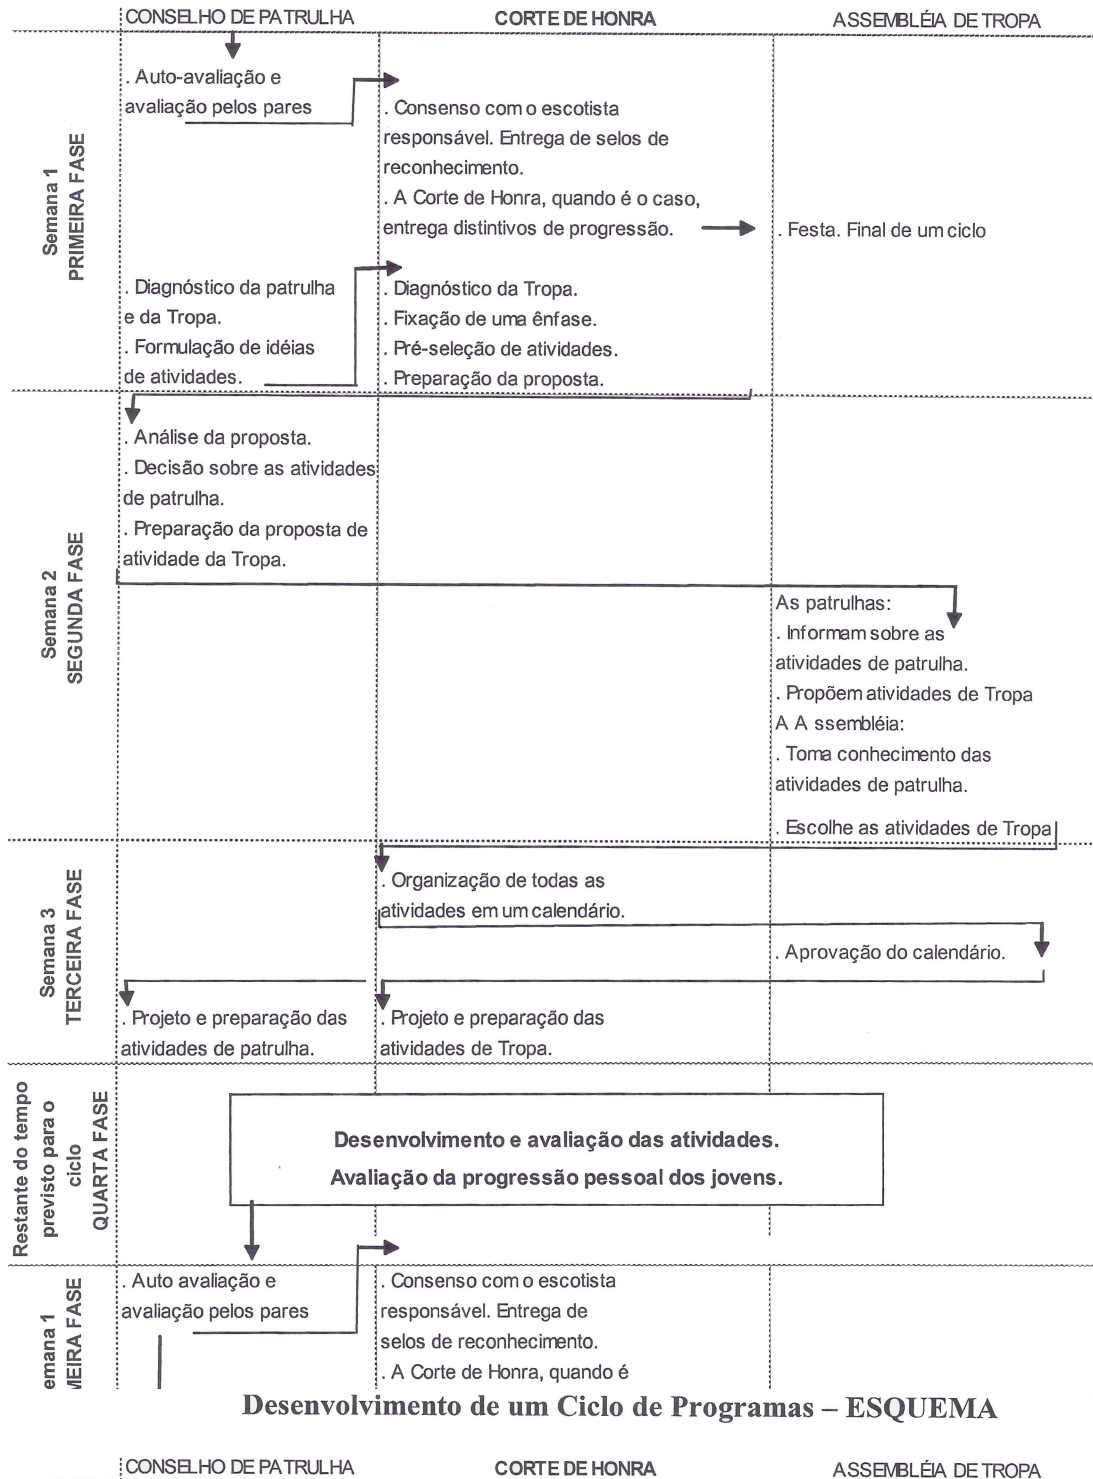 CONSELHO DE PATRULHA
CORTE DE HONRA
ASSEMBLÉIA DE TROPA
Semana 1
PRIMEIRA FASE
. Auto-avaliação e
avaliação pelos pares
. Consenso com o escotista
responsável. Entrega de selos de
reconhecimento.
. A Corte de Honra, quando é o caso,
entrega distintivos de progressão.
. Festa. Final de um ciclo
. Diagnóstico da patrulha
e da Tropa.
. Formulação de idéias
de atividades.
. Diagnóstico da Tropa.
. Fixação de uma ênfase.
. Pré-seleção de atividades.
. Preparação da proposta.
Semana 2
SEGUNDA FASE
. Análise da proposta.
. Decisão sobre as atividades
de patrulha.
. Preparação da proposta de
atividade da Tropa.
As patrulhas:
. Informam sobre as
atividades de patrulha.
. Propõem atividades de Tropa
A A ssembléia:
. Toma conhecimento das
atividades de patrulha.
. Escolhe as atividades de Tropa
Semana 3
TERCEIRA FASE
. Organização de todas as
atividades em um calendário.
. Aprovação do calendário.
. Projeto e preparação das
atividades de patrulha.
. Projeto e preparação das
atividades de Tropa.
Restante do tempo
previsto para o
ciclo
QUARTA FASE
Desenvolvimento e avaliação das atividades.
Avaliação da progressão pessoal dos jovens.
emana 1
MEIRA FASE
. Auto avaliação e
avaliação pelos pares
. Consenso com o escotista
responsável. Entrega de
selos de reconhecimento.
. A Corte de Honra, quando é
Desenvolvimento de um Ciclo de Programas – ESQUEMA
CONSELHO DE PATRULHA
CORTE DE HONRA
ASSEMBLÉIA DE TROPA